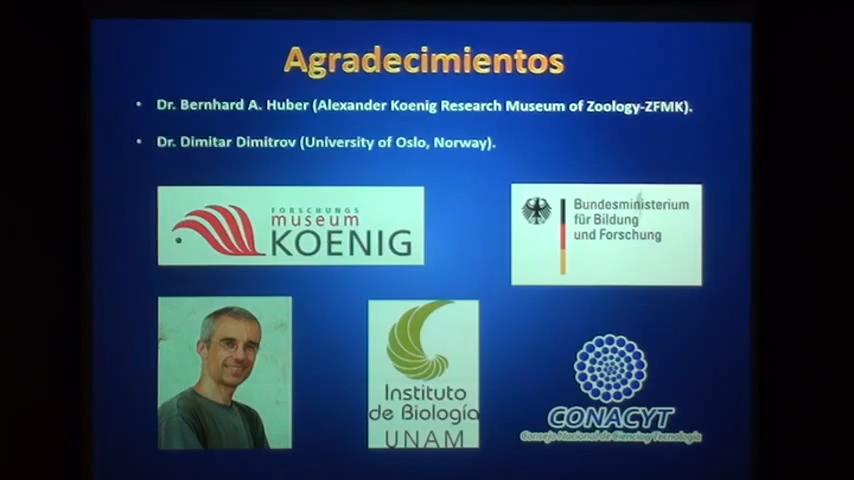 Agradecimientos
• Dr. Bernhard A. Huber (Alexander Koenig Research Museum of Zoology-ZFMK).
• Dr. Dimitar Dimitrov (University of Oslo, Norway).
FORSCHUNGS
museum
KOENIG
Bundesministerium
für Bildung
und Forschung
Instituto
de Biología
UNAM
CONACYT
Consejo Nacional de Ciencia y Tecnología